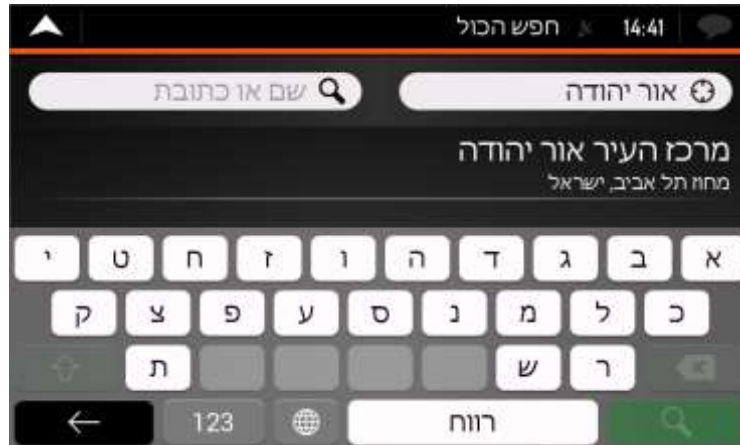 14:41 חפש הכול
אור יהודה שם או כתובת
מרכז העיר אור יהודה
מחוז תל אביב, ישראל
א ב ג ד ה ו ז ח ט י
כ ל מ נ ס ע פ צ ק
ר ש ת
רווח 123